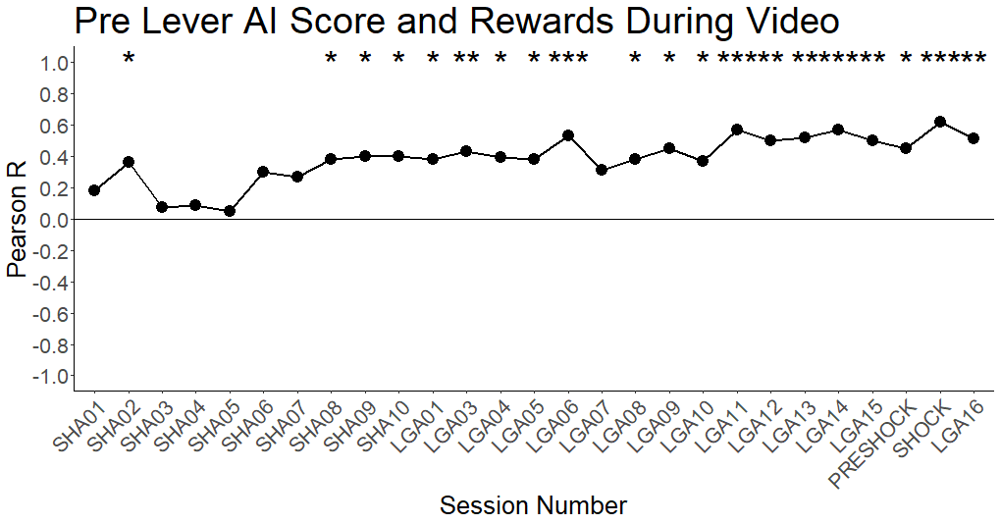 Pre Lever AI Score and Rewards During Video
* * * * * ** * * *** * * * ***** ******** * *****
1.0
0.8
0.6
0.4
0.2
0.0
-0.2
-0.4
-0.6
-0.8
-1.0
Pearson R
SHA01
SHA02
SHA03
SHA04
SHA05
SHA06
SHA07
SHA08
SHA09
SHA10
LGA01
LGA03
LGA04
LGA05
LGA06
LGA07
LGA08
LGA09
LGA10
LGA11
LGA12
LGA13
LGA14
LGA15
PRESHOCK
SHOCK
LGA16
Session Number